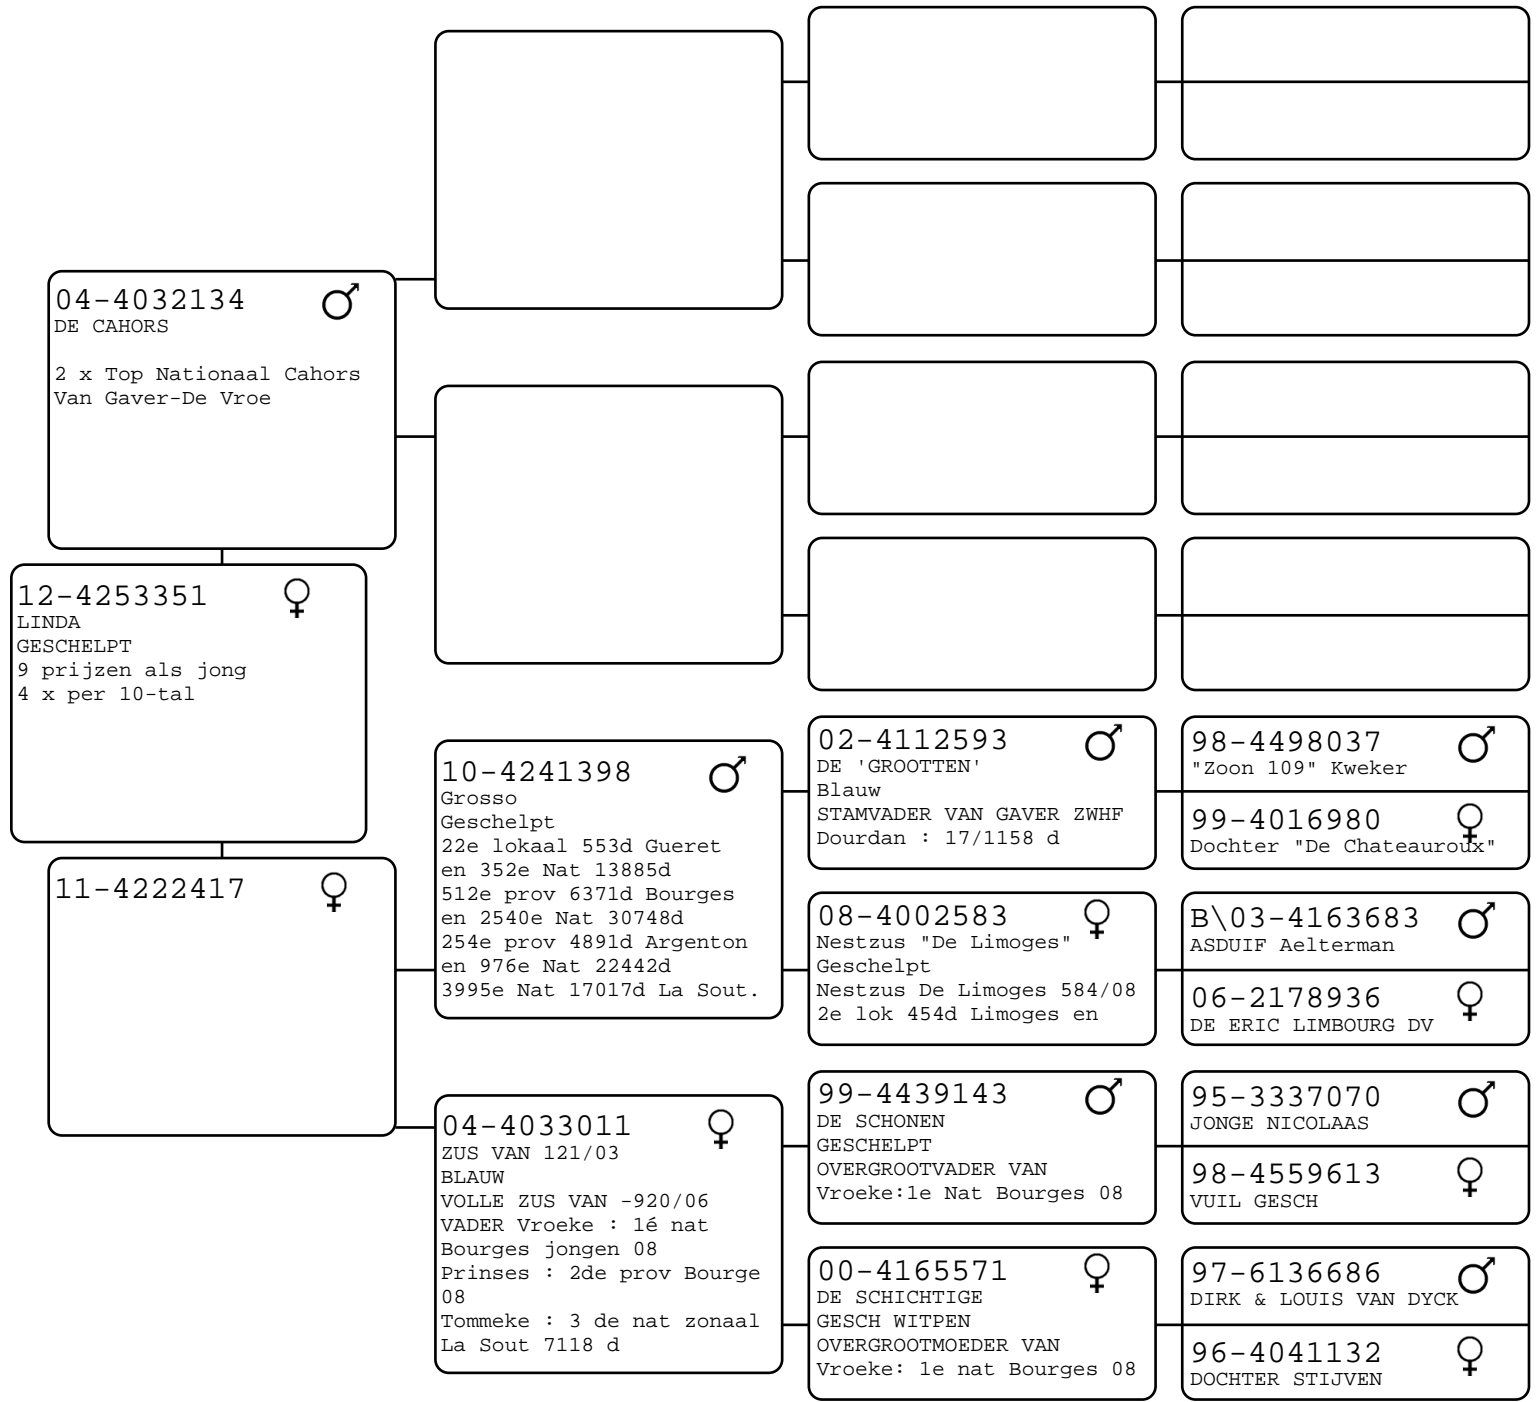 04-4032134
DE CAHORS
2 x Top Nationaal Cahors
Van Gaver-De Vroe
12-4253351
LINDA
GESCHELPT
9 prijzen als jong
4 x per 10-tal
11-4222417
10-4241398
Grosso
Geschelpt
22e lokaal 553d Gueret
en 352e Nat 13885d
512e prov 6371d Bourges
en 2540e Nat 30748d
254e prov 4891d Argenton
en 976e Nat 22442d
3995e Nat 17017d La Sout.
04-4033011
ZUS VAN 121/03
BLAUW
VOLLE ZUS VAN -920/06
VADER Vroeke : 1é nat
Bourges jongen 08
Prinses : 2de prov Bourge
08
Tommeke : 3 de nat zonaal
La Sout 7118 d
02-4112593
DE 'GROOTTEN'
Blauw
STAMVADER VAN GAVER ZWHF
Dourdan : 17/1158 d
08-4002583
Nestzus "De Limoges"
Geschelpt
Nestzus De Limoges 584/08
2e lok 454d Limoges en
99-4439143
DE SCHONEN
GESCHELPT
OVERGROOTVADER VAN
Vroeke:1e Nat Bourges 08
00-4165571
DE SCHICHTIGE
GESCH WITPEN
OVERGROOTMOEDER VAN
Vroeke: 1e nat Bourges 08
98-4498037
"Zoon 109" Kweker
99-4016980
Dochter "De Chateauroux"
B\03-4163683
ASDUIF Aelterman
06-2178936
DE ERIC LIMBOURG DV
95-3337070
JONGE NICOLAAS
98-4559613
VUIL GESCH
97-6136686
DIRK & LOUIS VAN DYCK
96-4041132
DOCHTER STIJVEN